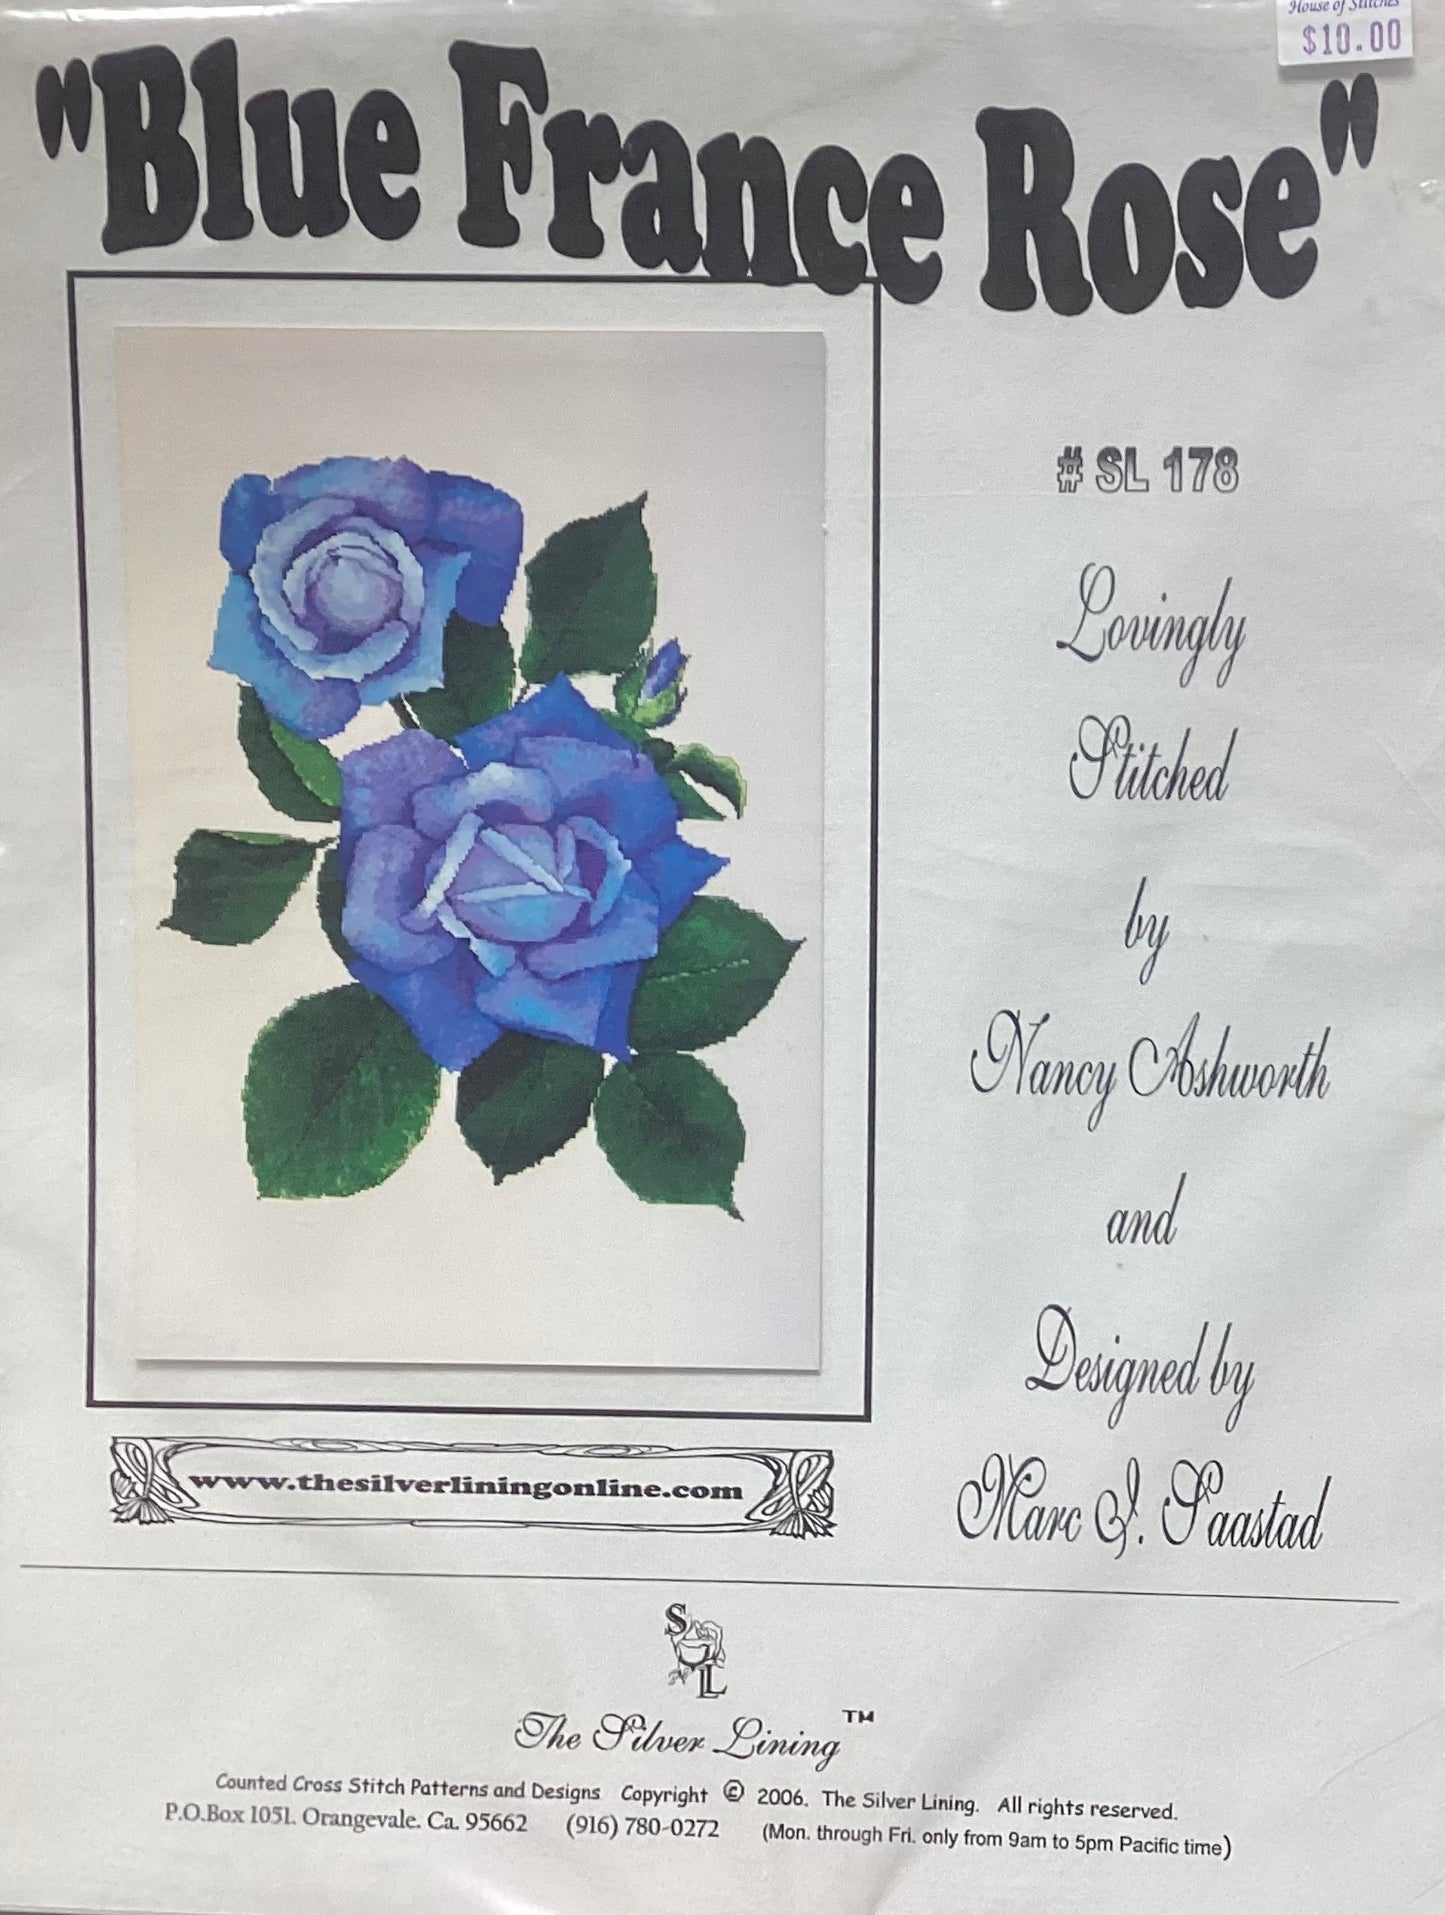 House of Stitches
$10.00
"Blue France Rose"
# SL 178
Lovingly
Stitched
by
Nancy Ashworth
and
Designed by
Marc I. Saastad
www.thesilverliningonline.com
S
L
The Silver Lining™
Counted Cross Stitch Patterns and Designs Copyright © 2006. The Silver Lining. All rights reserved.
P.O.Box 1051. Orangevale. Ca. 95662 (916) 780-0272 (Mon. through Fri. only from 9am to 5pm Pacific time)